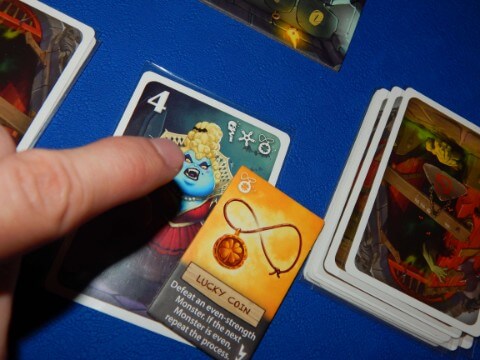 4
LUCKY COIN
Defeat an even-strength
Monster. If the next
Monster is even,
repeat the process.